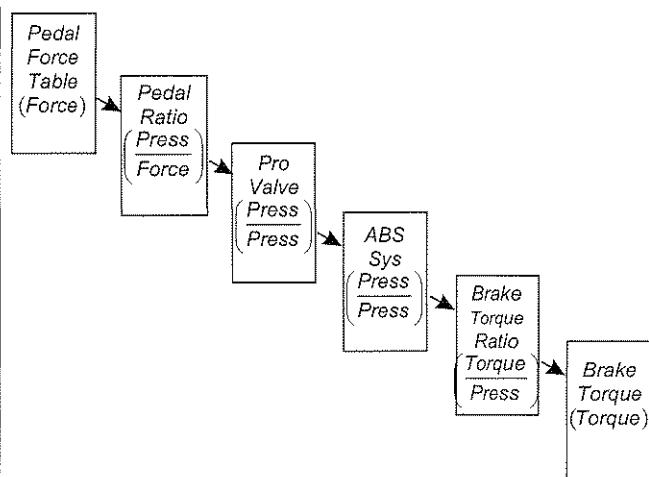 Pedal
Force
Table
(Force)
Pedal
Ratio
(Press
Force)
Pro
Valve
(Press
Press)
ABS
Sys
(Press
Press)
Brake
Torque
Ratio
(Torque
Press)
Brake
Torque
(Torque)